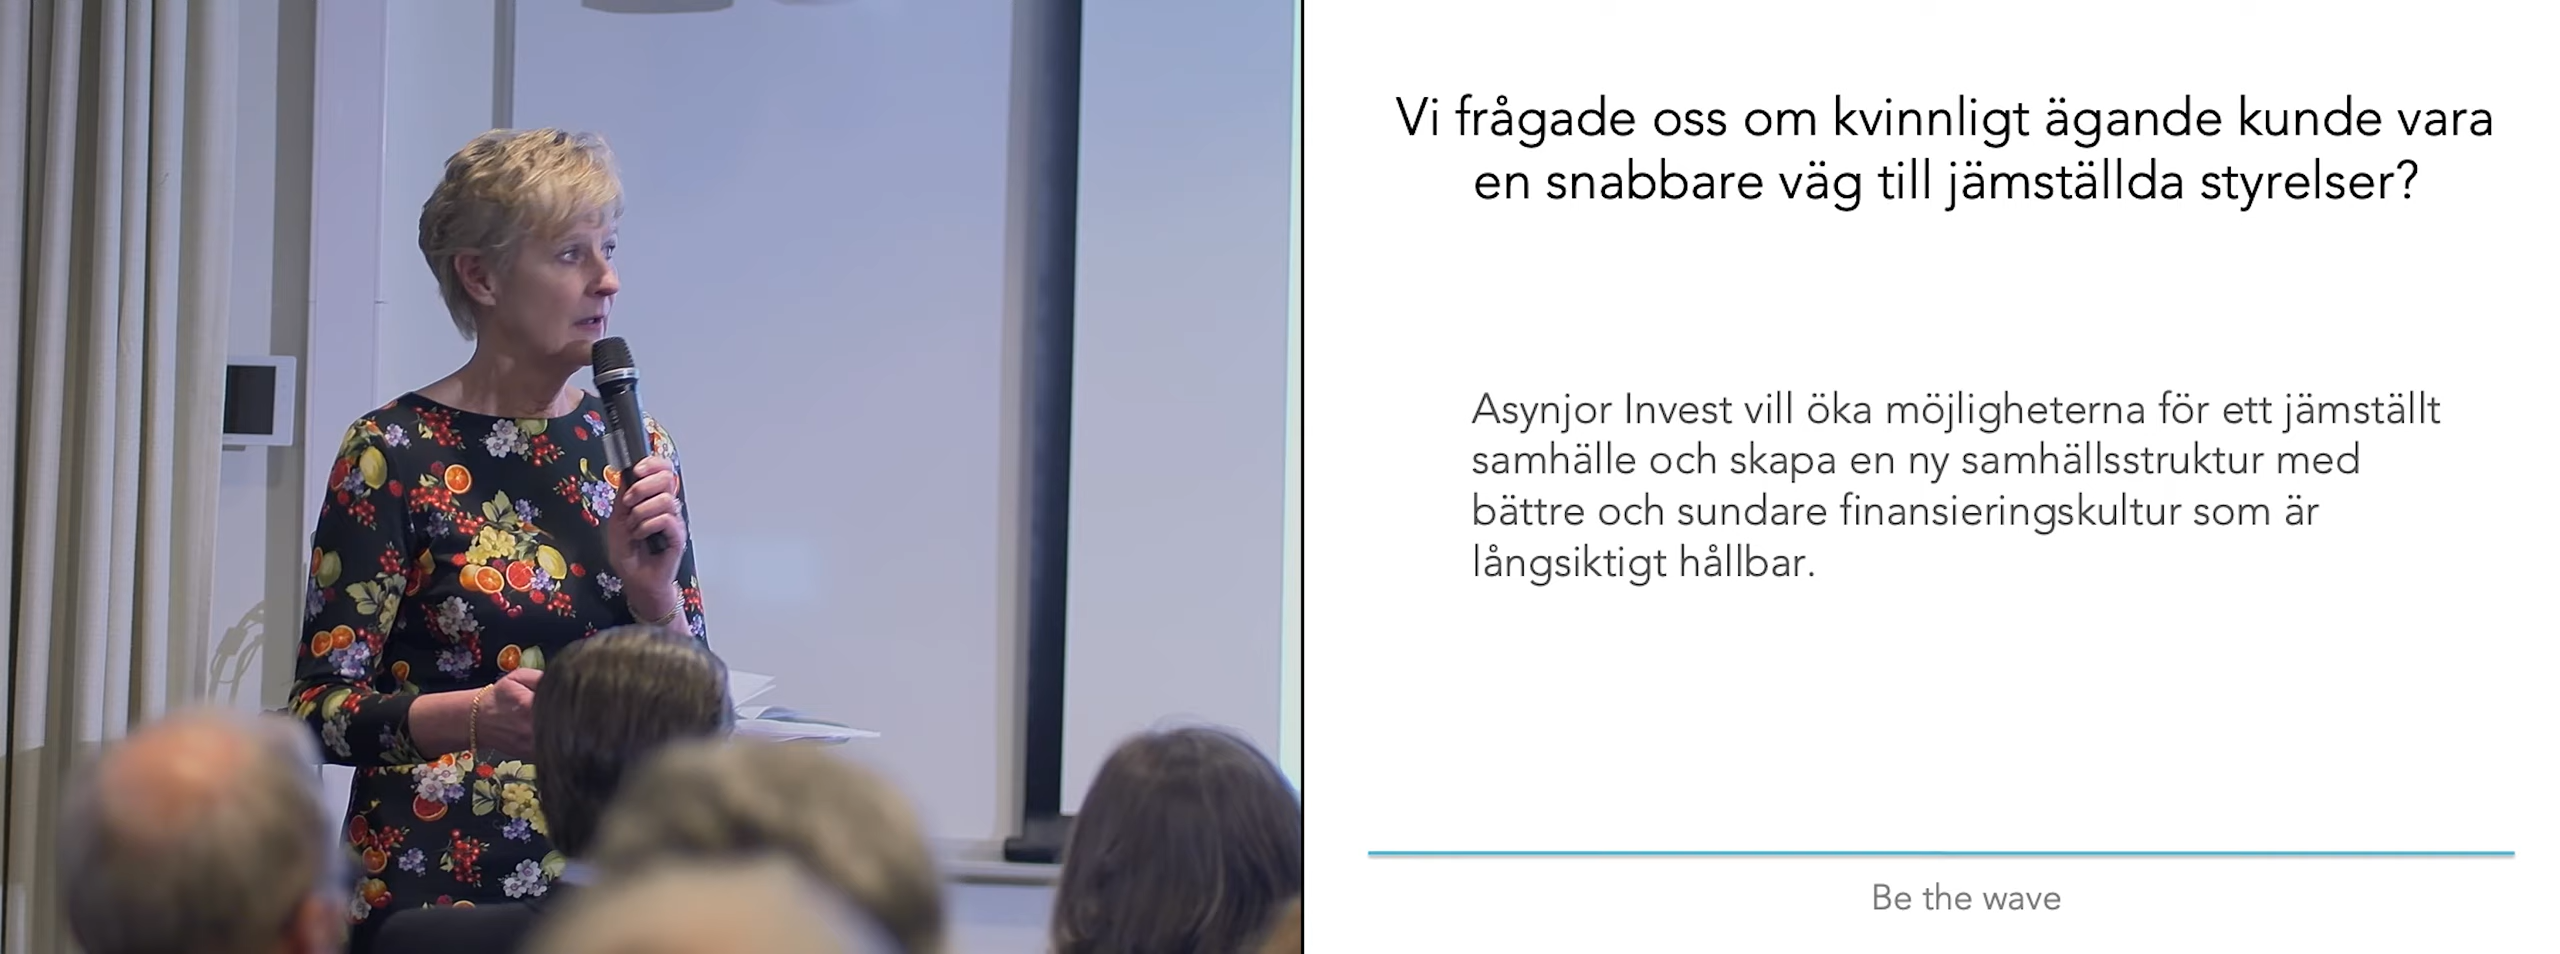 Vi frågade oss om kvinnligt ägande kunde vara
en snabbare väg till jämställda styrelser?
Asynjor Invest vill öka möjligheterna för ett jämställt
samhälle och skapa en ny samhällsstruktur med
bättre och sundare finansieringskultur som är
långsiktigt hållbar.
Be the wave